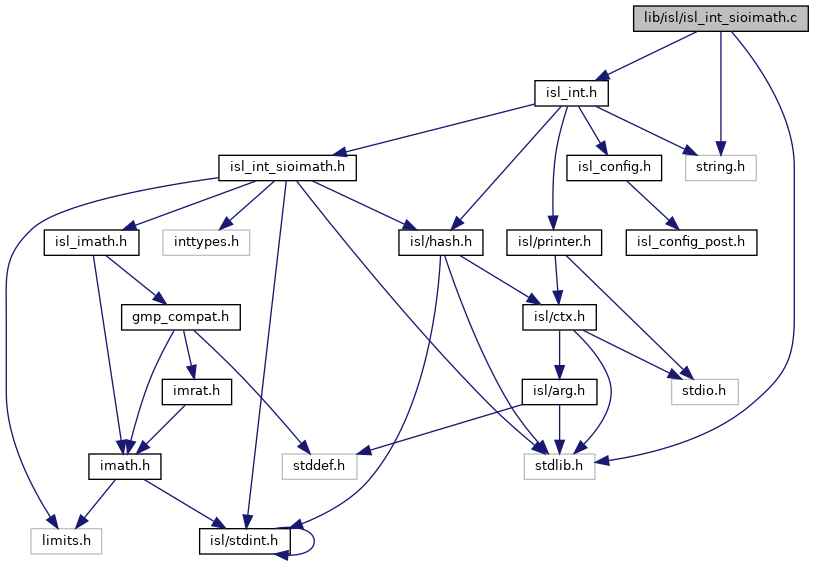 lib/isl/isl_int_sioimath.c
isl_int.h
isl_int_sioimath.h
isl_config.h
string.h
isl_imath.h
inttypes.h
isl/hash.h
isl/printer.h
isl_config_post.h
gmp_compat.h
isl/ctx.h
imrat.h
isl/arg.h
stdio.h
imath.h
stddef.h
stdlib.h
limits.h
isl/stdint.h